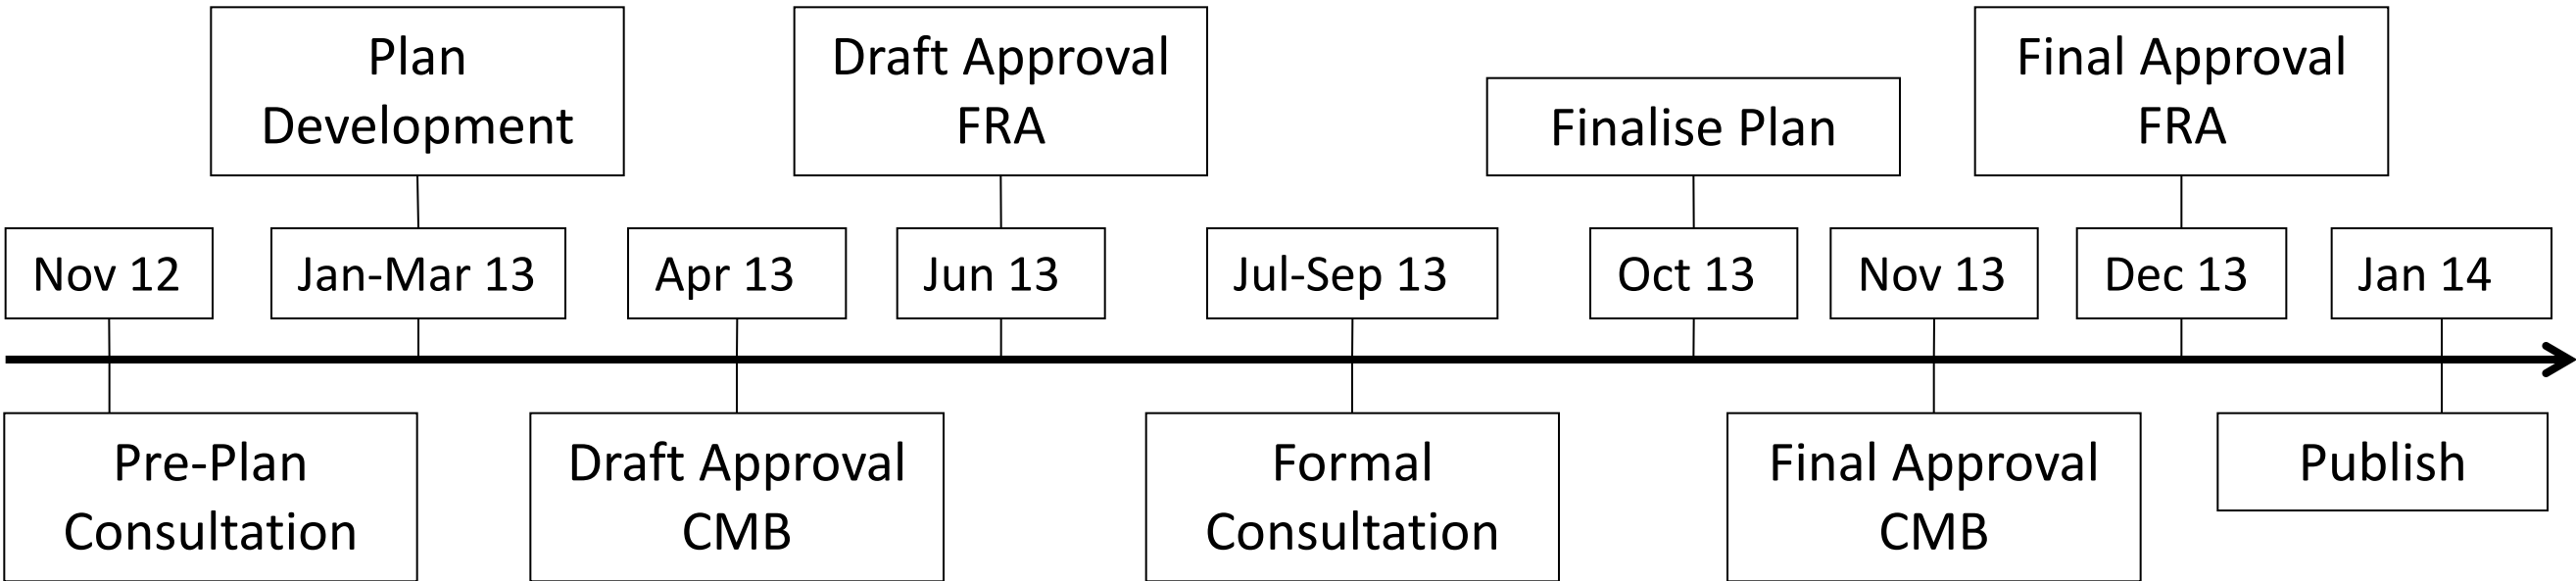 Plan
Development
Draft Approval
FRA
Finalise Plan
Final Approval
FRA
Nov 12
Jan-Mar 13
Apr 13
Jun 13
Jul-Sep 13
Oct 13
Nov 13
Dec 13
Jan 14
Pre-Plan
Consultation
Draft Approval
CMB
Formal
Consultation
Final Approval
CMB
Publish